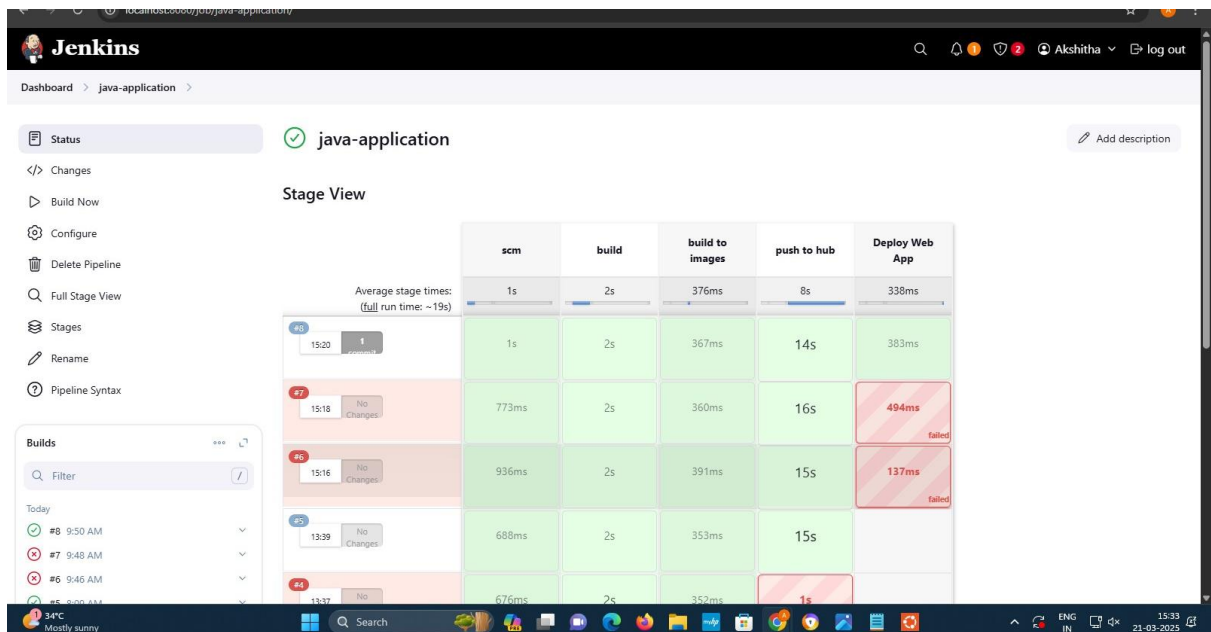 localhost:8080/job/java-application/
Jenkins
1
2
Akshitha
log out
Dashboard > java-application >
Status
Changes
Build Now
Configure
Delete Pipeline
Full Stage View
Stages
Rename
Pipeline Syntax
Builds
Filter
/
Today
#8 9:50 AM
#7 9:48 AM
#6 9:46 AM
#5 9:09 AM
java-application
Add description
Stage View
scm
build
build to
images
push to hub
Deploy Web
App
Average stage times:
(full run time: ~19s)
1s
2s
376ms
8s
338ms
#8
15:20
1
commit
1s
2s
367ms
14s
383ms
#7
15:18
No
Changes
773ms
2s
360ms
16s
494ms
failed
#6
15:16
No
Changes
936ms
2s
391ms
15s
137ms
failed
#5
13:39
No
Changes
688ms
2s
353ms
15s
#4
13:37
No
676ms
2s
352ms
1s
34°C
Mostly sunny
Search
ENG
IN
15:33
21-03-2025